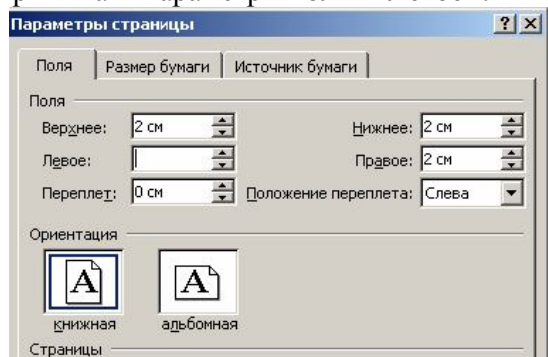 Параметры страницы
Поля Размер бумаги Источник бумаги
Поля
Верхнее: 2 см Нижнее: 2 см
Левое: Правое: 2 см
Переплет: 0 см Положение переплета: Слева
Ориентация
A A
книжная альбомная
Страницы